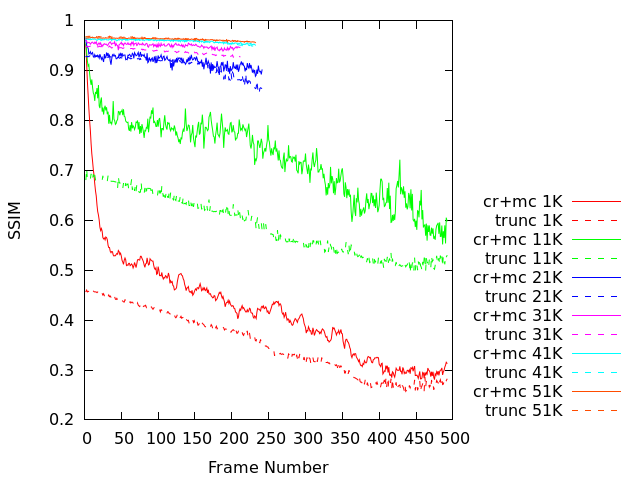 1
0.9
0.8
0.7
0.6
0.5
0.4
0.3
0.2
SSIM
0 50 100 150 200 250 300 350 400 450 500
Frame Number
cr+mc 1K
trunc 1K
cr+mc 11K
trunc 11K
cr+mc 21K
trunc 21K
cr+mc 31K
trunc 31K
cr+mc 41K
trunc 41K
cr+mc 51K
trunc 51K